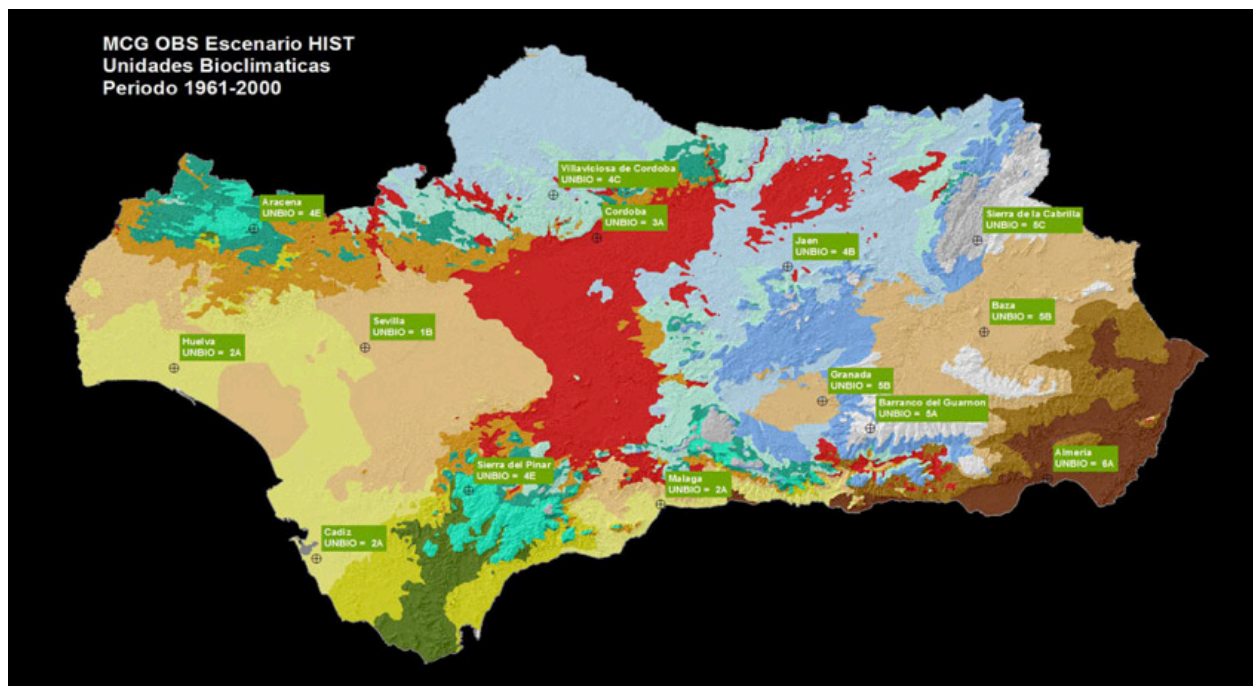 MCG OBS Escenario HIST
Unidades Bioclimaticas
Periodo 1961-2000
Villaviciosa de Cordoba
UNBIO = 4C
Aracena
UNBIO = 4E
Cordoba
UNBIO = 3A
Sierra de la Cabrilla
UNBIO = 5C
Jaen
UNBIO = 4B
Baza
UNBIO = 5B
Sevilla
UNBIO = 1B
Huelva
UNBIO = 2A
Granada
UNBIO = 5B
Barranco del Guarnon
UNBIO = 5A
Almeria
UNBIO = 6A
Sierra del Pinar
UNBIO = 4E
Malaga
UNBIO = 2A
Cadiz
UNBIO = 2A